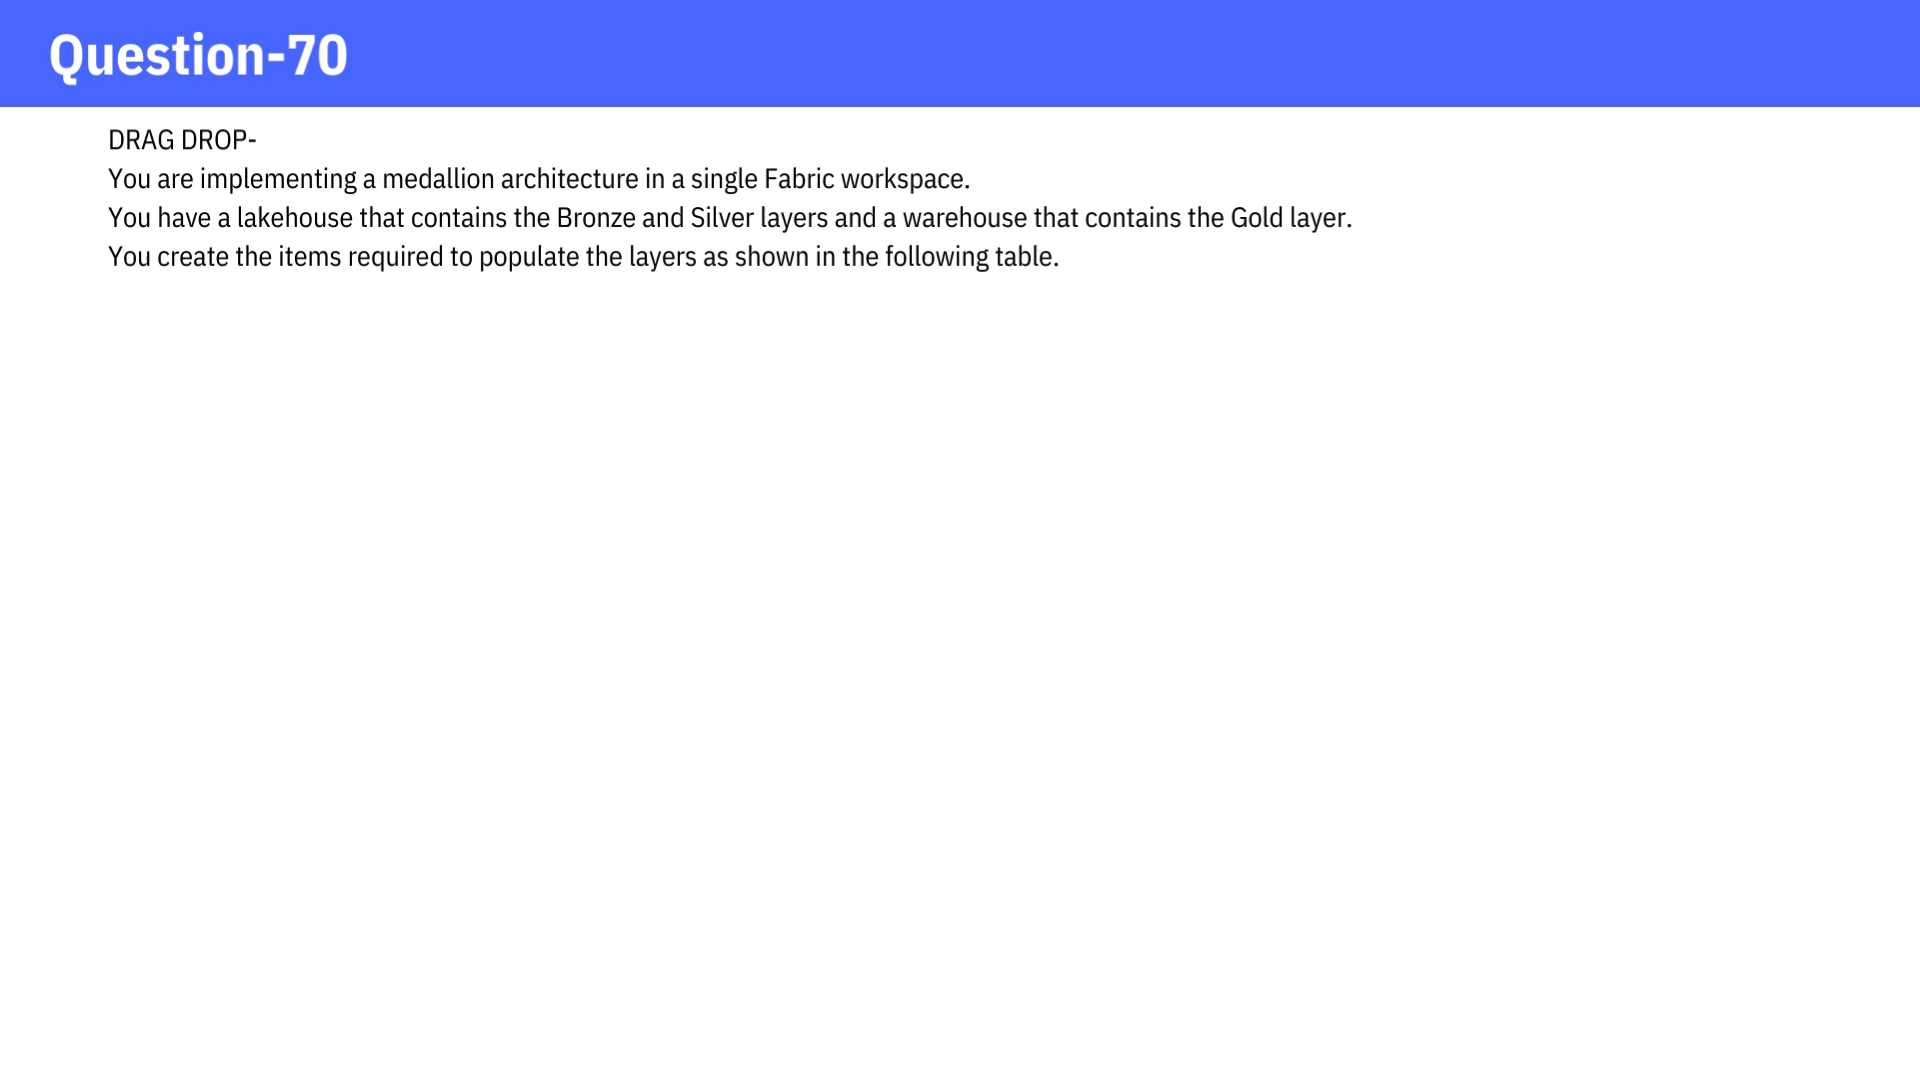 Question-70
DRAG DROP-
You are implementing a medallion architecture in a single Fabric workspace.
You have a lakehouse that contains the Bronze and Silver layers and a warehouse that contains the Gold layer.
You create the items required to populate the layers as shown in the following table.